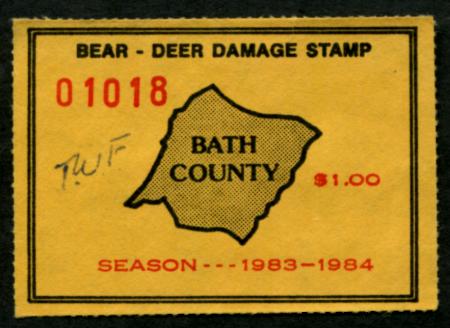 BEAR - DEER DAMAGE STAMP
01018
BATH
COUNTY
T.W.F.
$1.00
SEASON --- 1983-1984